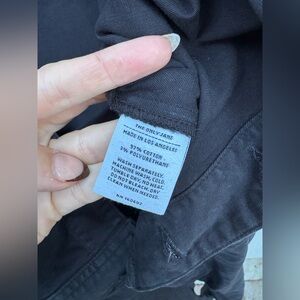 THE ONLY JANE
MADE IN LOS ANGELES
97% COTTON
3% POLYURETHANE
WASH SEPARATELY.
MACHINE WASH, COLD.
TUMBLE DRY, NO HEAT.
DO NOT BLEACH. DRY
CLEAN WHEN NEEDED.